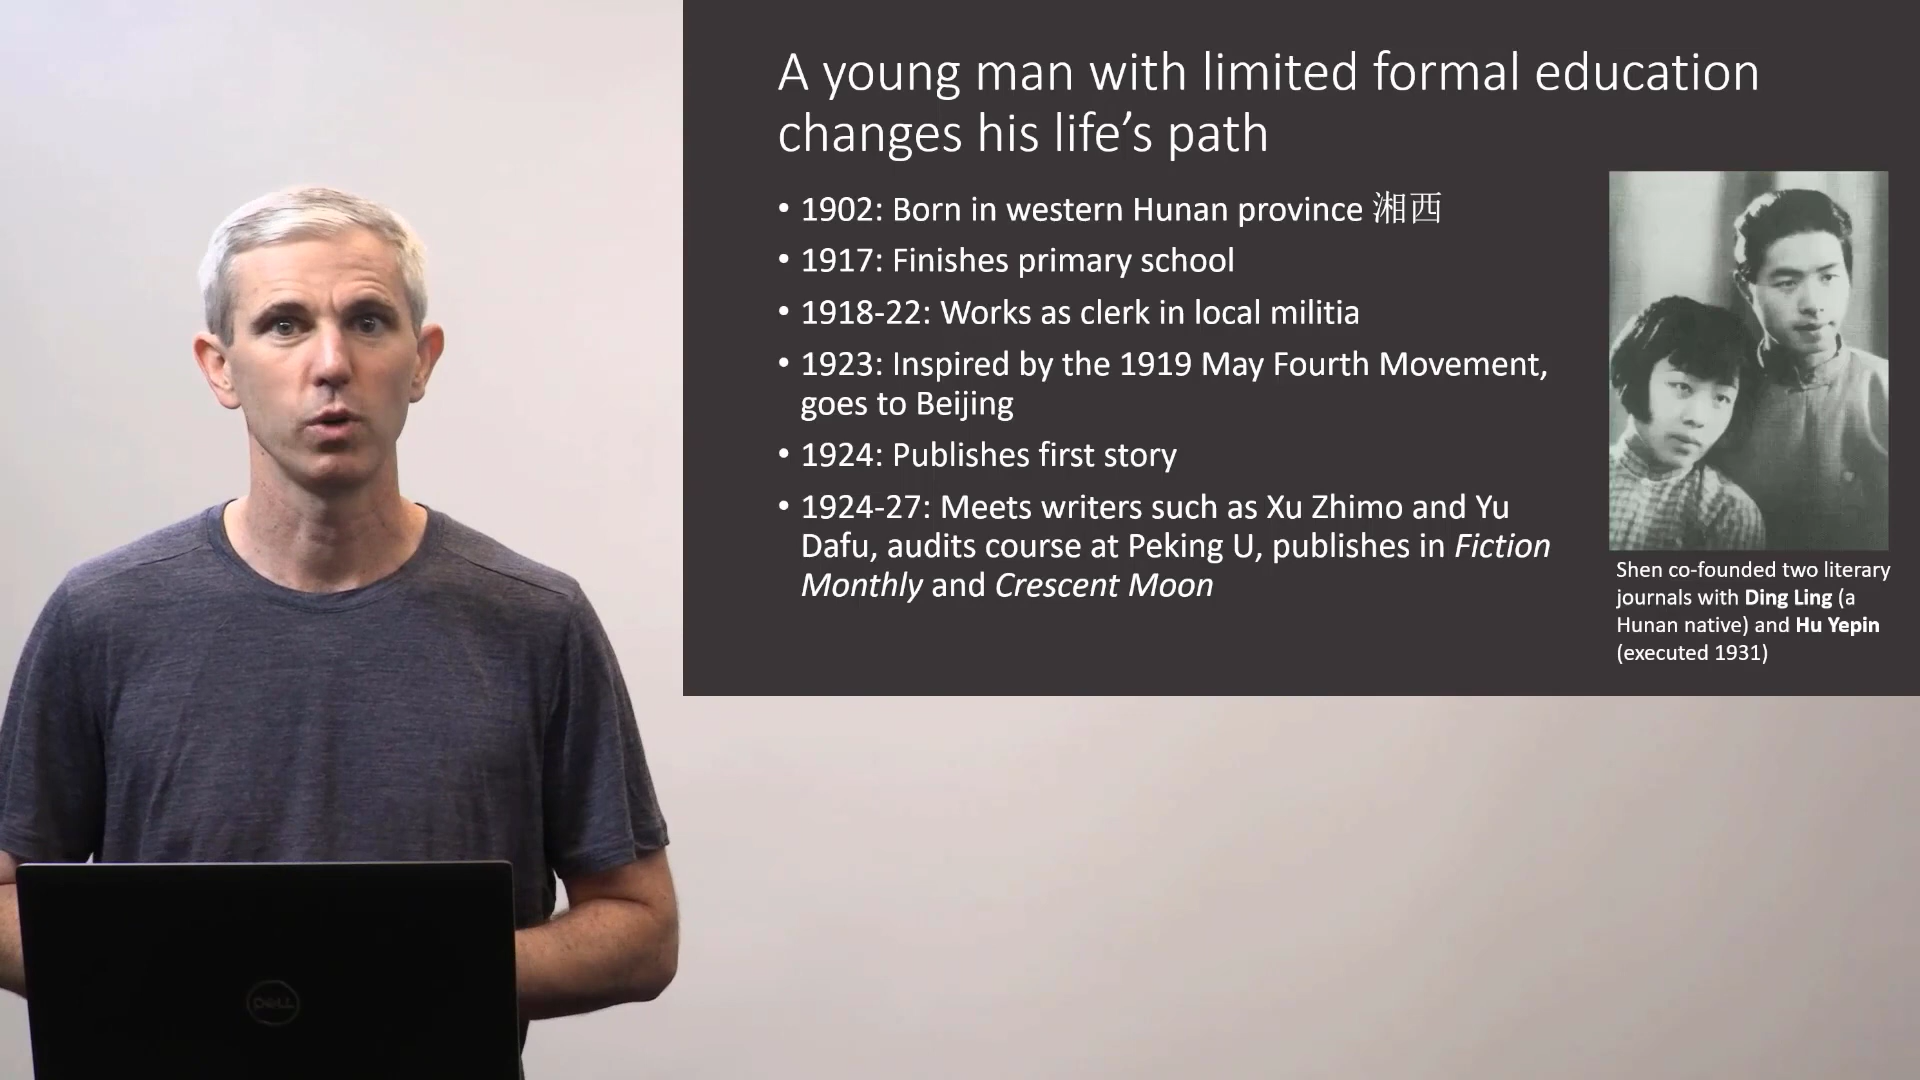 A young man with limited formal education
changes his life's path
• 1902: Born in western Hunan province 湘西
• 1917: Finishes primary school
• 1918-22: Works as clerk in local militia
• 1923: Inspired by the 1919 May Fourth Movement,
goes to Beijing
• 1924: Publishes first story
• 1924-27: Meets writers such as Xu Zhimo and Yu
Dafu, audits course at Peking U, publishes in Fiction
Monthly and Crescent Moon
Shen co-founded two literary
journals with Ding Ling (a
Hunan native) and Hu Yepin
(executed 1931)
DELL